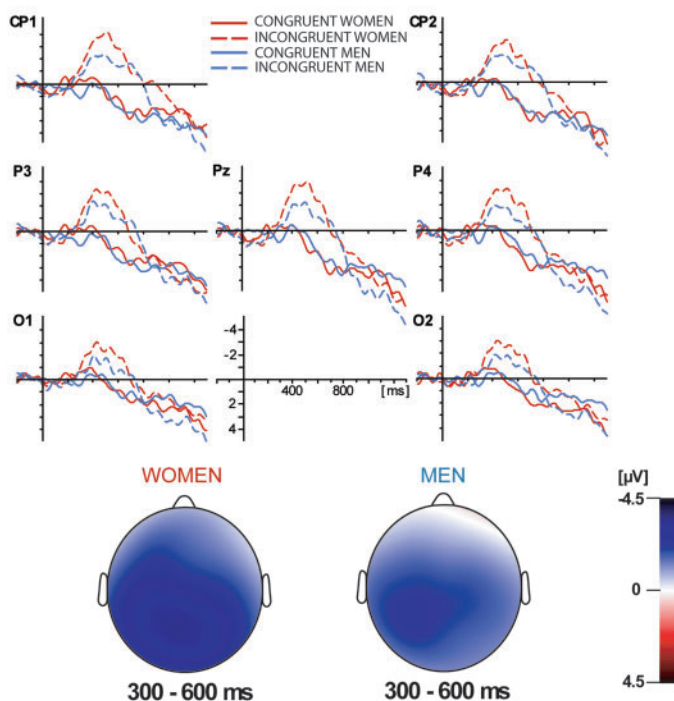 CP1
CONGRUENT WOMEN
INCONGRUENT WOMEN
CONGRUENT MEN
INCONGRUENT MEN
CP2
P3
Pz
P4
O1
-4
-2
400 800 [ms]
2
4
O2
WOMEN
MEN
[µV]
-4.5
0
4.5
300 - 600 ms
300 - 600 ms